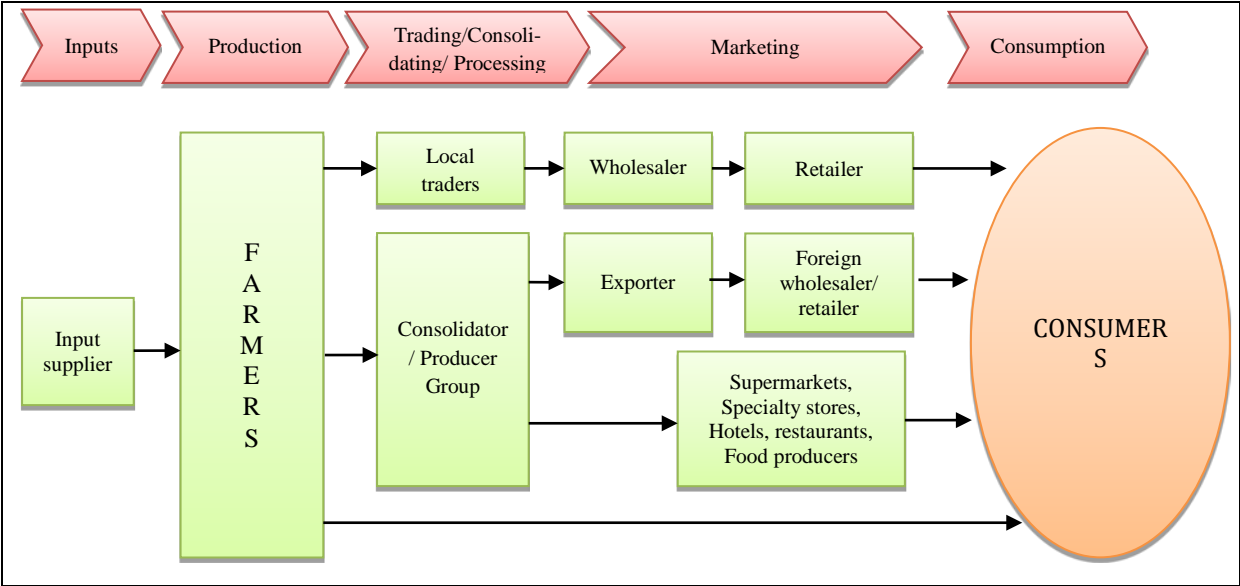 Inputs
Production
Trading/Consoli-
dating/ Processing
Marketing
Consumption
Input
supplier
F
A
R
M
E
R
S
Local
traders
Wholesaler
Retailer
Consolidator
/ Producer
Group
Exporter
Foreign
wholesaler/
retailer
Supermarkets,
Specialty stores,
Hotels, restaurants,
Food producers
CONSUMER
S